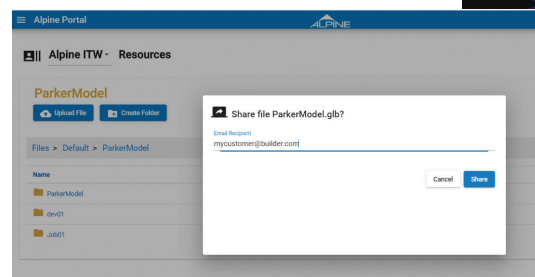 Alpine Portal
ALPINE
Alpine ITW Resources
ParkerModel
Upload File
Create Folder
Files > Default > ParkerModel
Name
ParkerModel
dev01
Job01
Share file ParkerModel.glb?
Email Recipient
mycustomer@builder.com
Cancel
Share